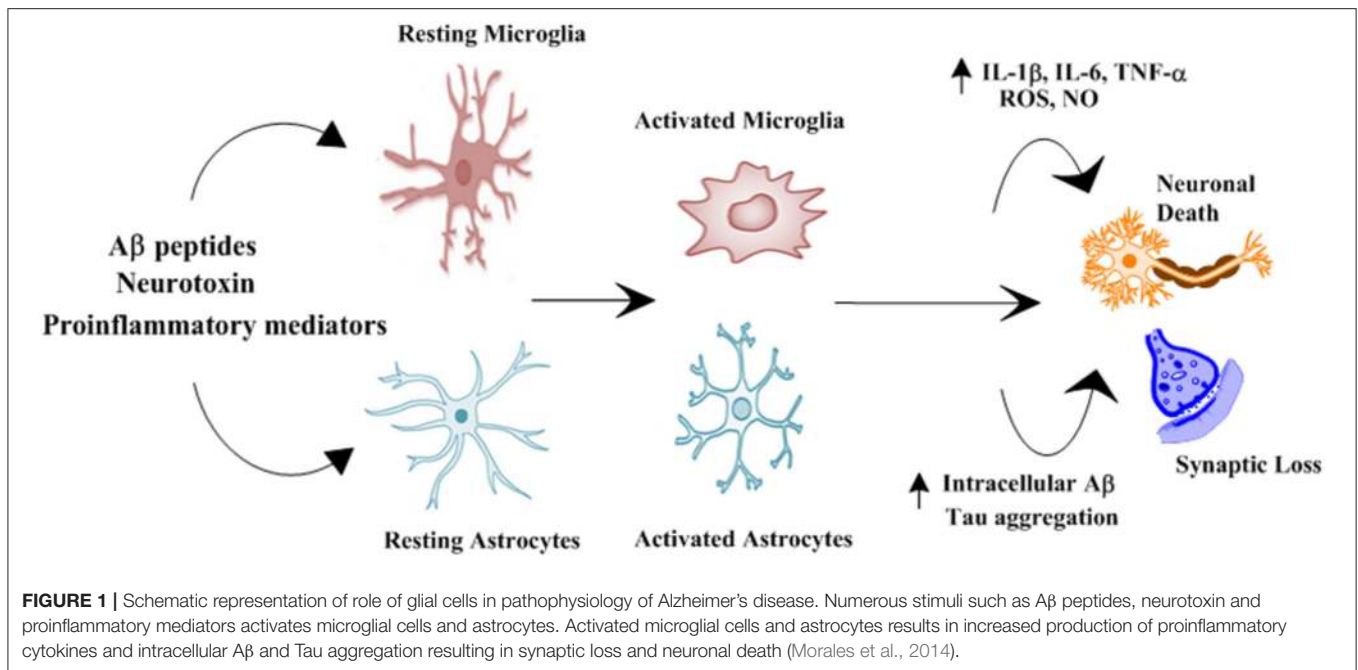 Resting Microglia
IL-1β, IL-6, TNF-α
ROS, NO
Activated Microglia
Neuronal
Death
Aβ peptides
Neurotoxin
Proinflammatory mediators
Synaptic Loss
Intracellular Aβ
Tau aggregation
Resting Astrocytes
Activated Astrocytes
FIGURE 1 | Schematic representation of role of glial cells in pathophysiology of Alzheimer's disease. Numerous stimuli such as Aβ peptides, neurotoxin and
proinflammatory mediators activates microglial cells and astrocytes. Activated microglial cells and astrocytes results in increased production of proinflammatory
cytokines and intracellular Aβ and Tau aggregation resulting in synaptic loss and neuronal death (Morales et al., 2014).